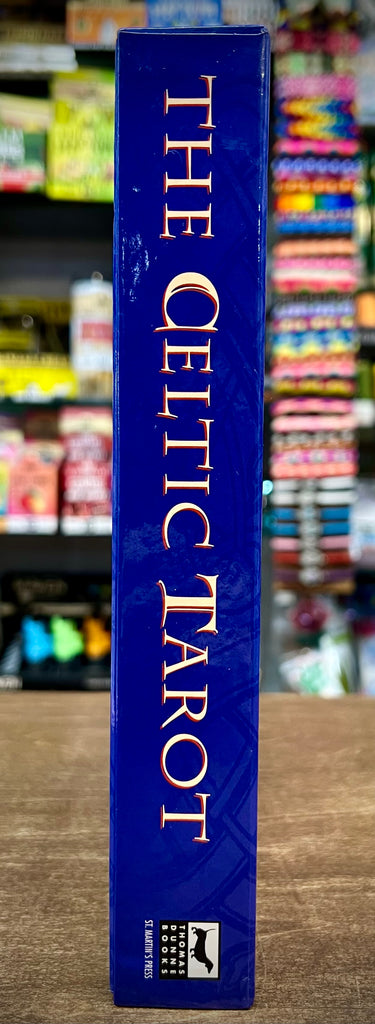 THE CELTIC TAROT
THOMAS
DUNNE
BOOKS
ST. MARTIN'S PRESS